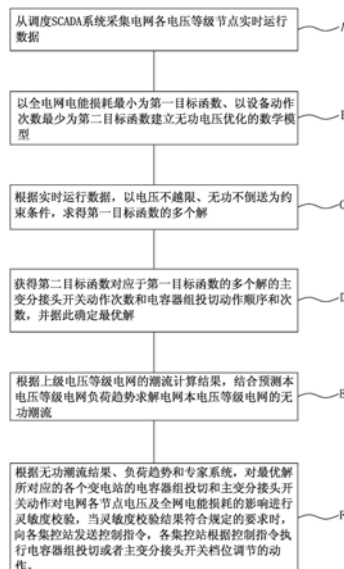 从调度SCADA系统采集电网各电压等级节点实时运行
数据
A
以全电网电能损耗最小为第一目标函数、以设备动作
次数最少为第二目标函数建立无功电压优化的数学模
型
B
根据实时运行数据，以电压不越限、无功不倒送为约
束条件，求得第一目标函数的多个解
C
获得第二目标函数对应于第一目标函数的多个解的主
变分接头开关动作次数和电容器组投切动作顺序和次
数，并据此确定最优解
D
根据上级电压等级电网的潮流计算结果，结合预测本
电压等级电网负荷趋势求解电网本电压等级电网的无
功潮流
E
根据无功潮流结果、负荷趋势和专家系统，对最优解
所对应的各个变电站的电容器组投切和主变分接头开
关动作对电网各节点电压及全网电能损耗的影响进行
灵敏度校验，当灵敏度校验结果符合规定的要求时，
向各集控站发送控制指令，各集控站根据控制指令执
行电容器组投切或者主变分接头开关档位调节的动
作。
F